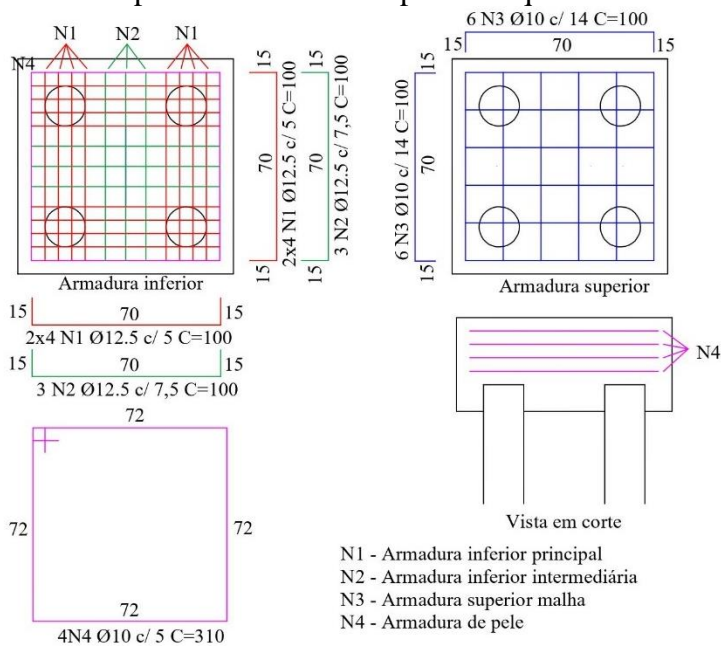 N1 N2 N1
N4
15
70
15
2x4 N1 Ø12.5 c/ 5 C=100
15
70
15
3 N2 Ø12.5 c/ 7,5 C=100
Armadura inferior
15 70 15
2x4 N1 Ø12.5 c/ 5 C=100
15 70 15
3 N2 Ø12.5 c/ 7,5 C=100
72
72 72
72
4N4 Ø10 c/ 5 C=310
6 N3 Ø10 c/ 14 C=100
15 70 15
15
70
15
6 N3 Ø10 c/ 14 C=100
Armadura superior
N4
Vista em corte
N1 - Armadura inferior principal
N2 - Armadura inferior intermediária
N3 - Armadura superior malha
N4 - Armadura de pele